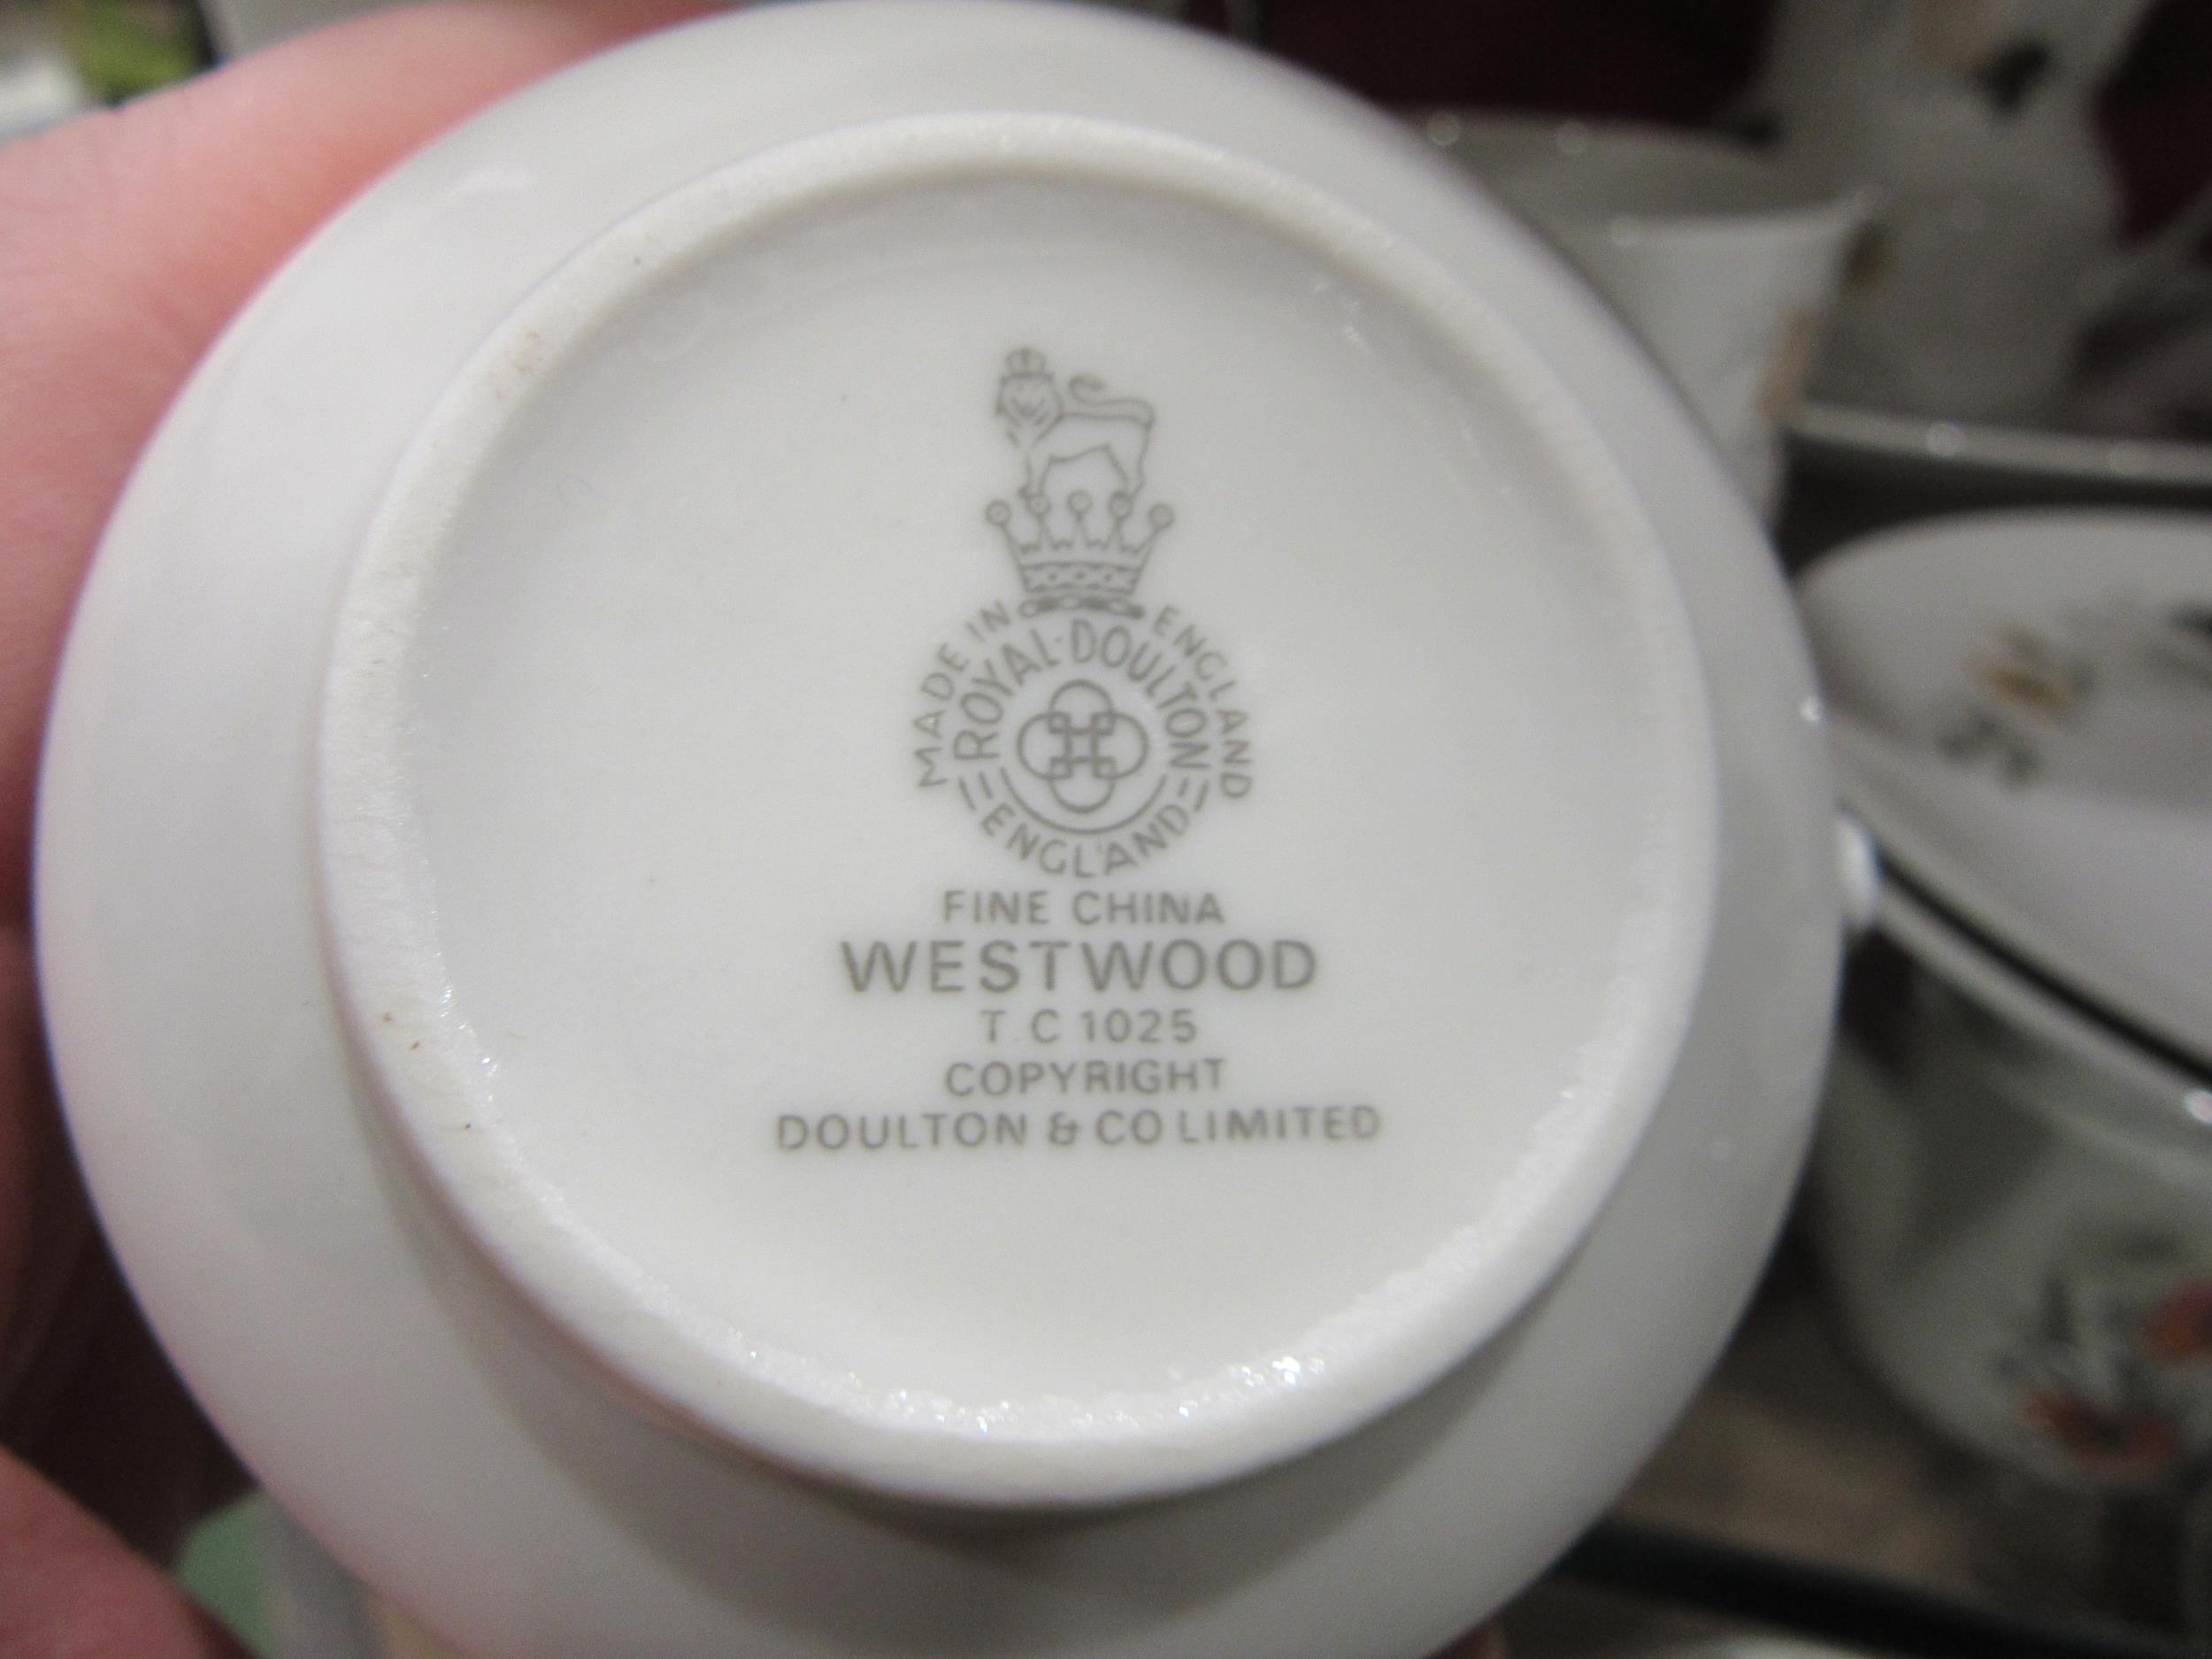 MADE IN ENGLAND
ROYAL·DOULTON
ENGLAND
FINE CHINA
WESTWOOD
T.C 1025
COPYRIGHT
DOULTON & CO LIMITED